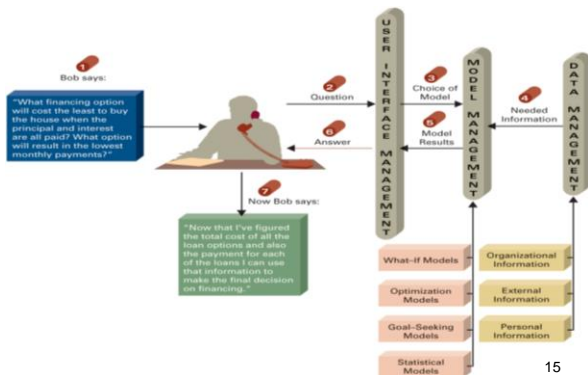 1
Bob says:
"What financing option
will cost the least to buy
the house when the
principal and interest
are all paid? What option
will result in the lowest
monthly payments?"
2
Question
6
Answer
7
Now Bob says:
"Now that I've figured
the total cost of all the
loan options and also
the payment for each
of the loans I can use
that information to
make the final decision
on financing."
USER INTERFACE MANAGEMENT
3
Choice of
Model
5
Model
Results
MODEL MANAGEMENT
4
Needed
Information
DATA MANAGEMENT
What–If Models
Optimization
Models
Goal–Seeking
Models
Statistical
Models
Organizational
Information
External
Information
Personal
Information
15